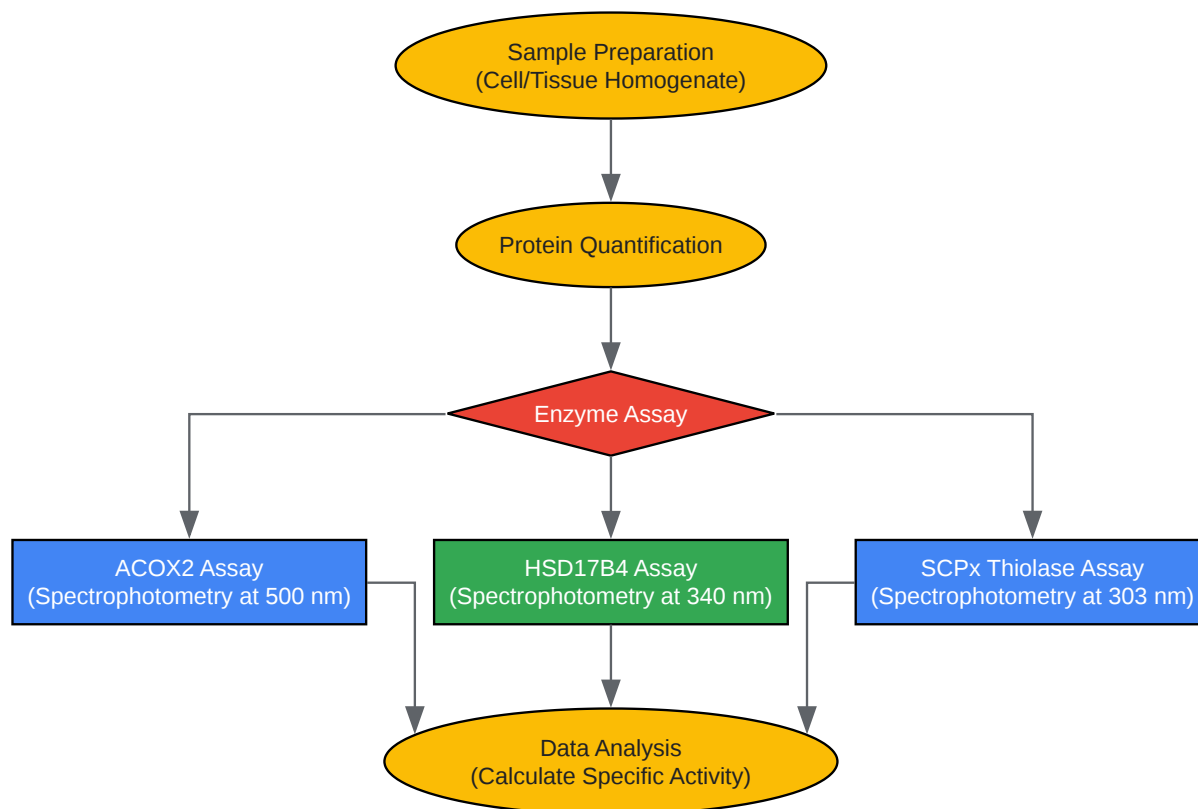 Sample Preparation
(Cell/Tissue Homogenate)
Protein Quantification
Enzyme Assay
ACOX2 Assay
(Spectrophotometry at 500 nm)
HSD17B4 Assay
(Spectrophotometry at 340 nm)
SCPx Thiolase Assay
(Spectrophotometry at 303 nm)
Data Analysis
(Calculate Specific Activity)